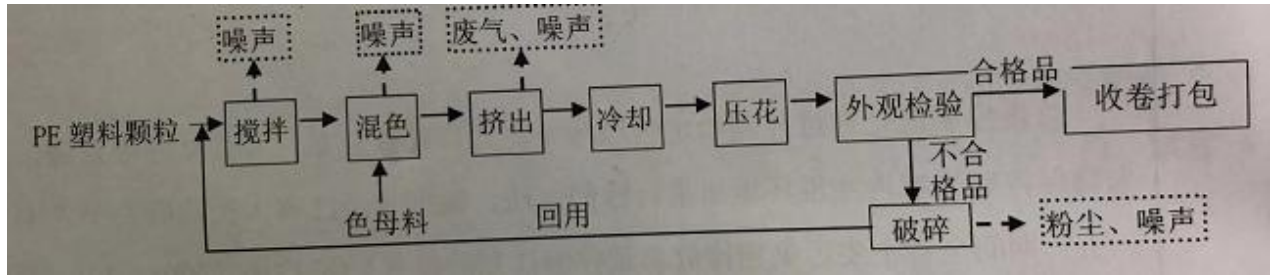 噪声
噪声
废气、噪声
PE 塑料颗粒
搅拌
混色
挤出
冷却
压花
外观检验
合格品
收卷打包
不合
格品
色母料
回用
破碎
粉尘、噪声